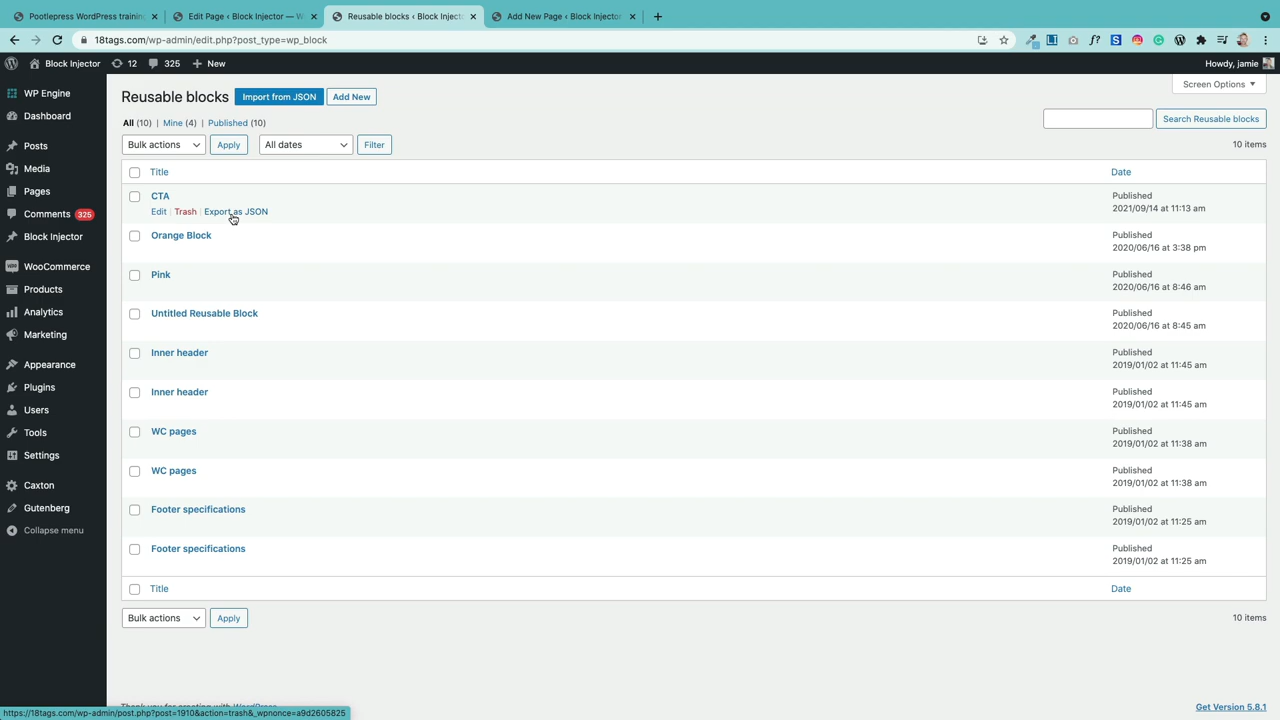 Pootlepress WordPress training
Edit Page ‹ Block Injector — W
Reusable blocks ‹ Block Injecto
Add New Page ‹ Block Injector
18tags.com/wp-admin/edit.php?post_type=wp_block
Block Injector
12
325
New
Howdy, jamie
WP Engine
Dashboard
Posts
Media
Pages
Comments 325
Block Injector
WooCommerce
Products
Analytics
Marketing
Appearance
Plugins
Users
Tools
Settings
Caxton
Gutenberg
Collapse menu
Screen Options
Reusable blocks Import from JSON Add New
All (10) | Mine (4) | Published (10)
Search Reusable blocks
Bulk actions Apply All dates Filter 10 items
Title Date
CTA Published
Edit | Trash | Export as JSON 2021/09/14 at 11:13 am
Orange Block Published
2020/06/16 at 3:38 pm
Pink Published
2020/06/16 at 8:46 am
Untitled Reusable Block Published
2020/06/16 at 8:45 am
Inner header Published
2019/01/02 at 11:45 am
Inner header Published
2019/01/02 at 11:45 am
WC pages Published
2019/01/02 at 11:38 am
WC pages Published
2019/01/02 at 11:38 am
Footer specifications Published
2019/01/02 at 11:25 am
Footer specifications Published
2019/01/02 at 11:25 am
Title Date
Bulk actions Apply 10 items
Thank you for creating with WordPress.
Get Version 5.8.1
https://18tags.com/wp-admin/post.php?post=1910&action=trash&_wpnonce=a9d2605825